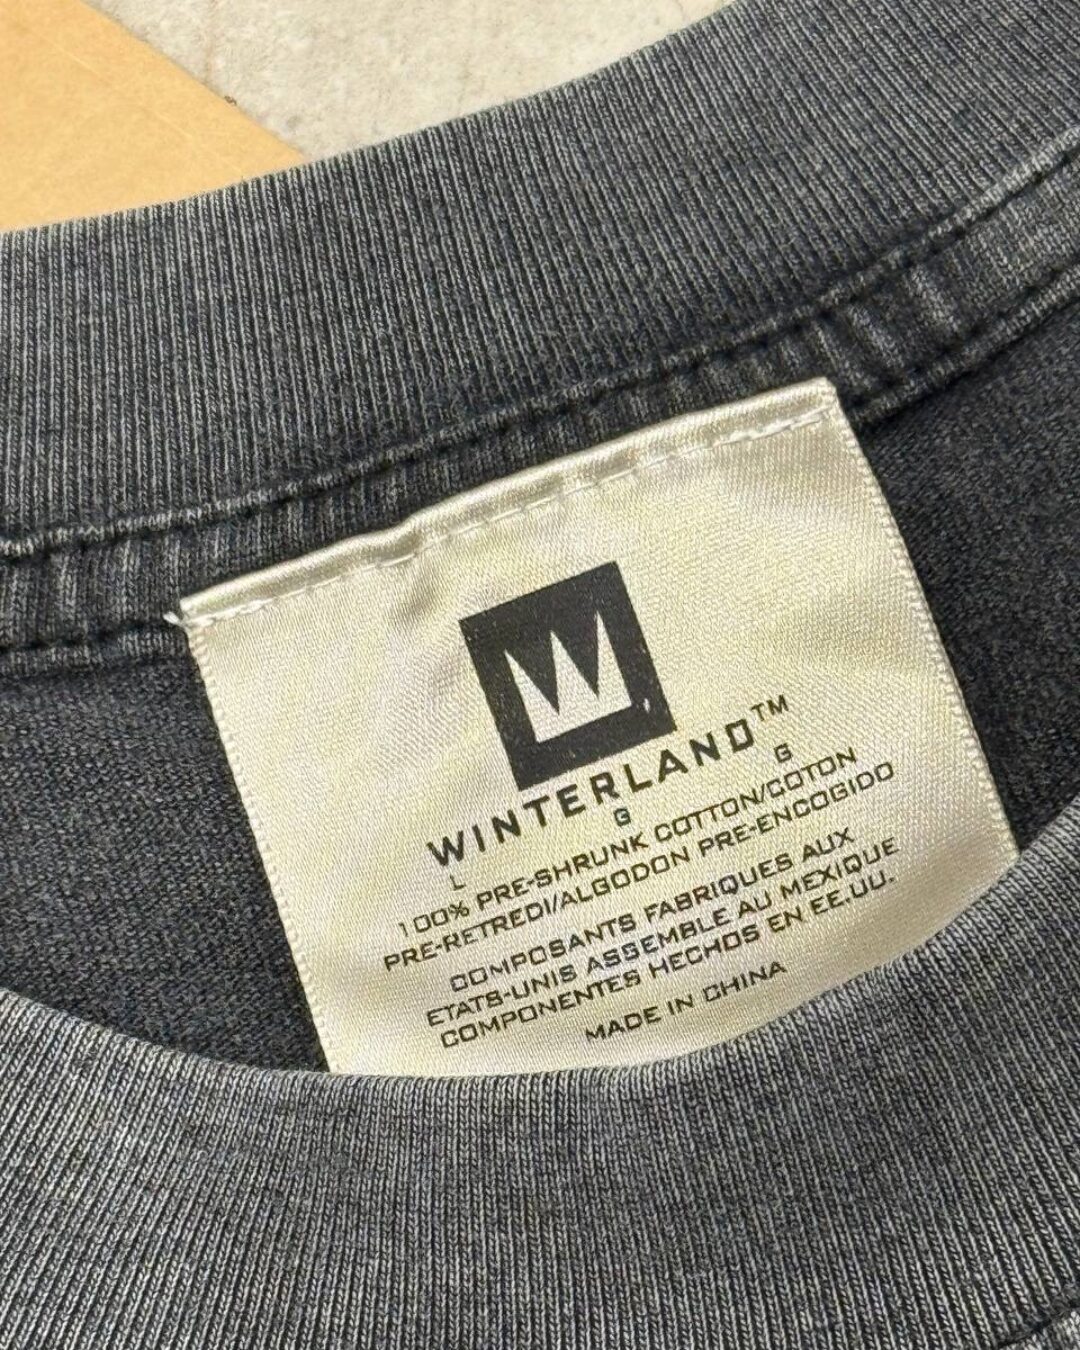 W
WINTERLAND™
L G G
100% PRE-SHRUNK COTTON/COTON
PRE-RETREDI/ALGODON PRE-ENCOGIDO
COMPOSANTS FABRIQUES AUX
ETATS-UNIS ASSEMBLE AU MEXIQUE
COMPONENTES HECHOS EN EE.UU.
MADE IN CHINA